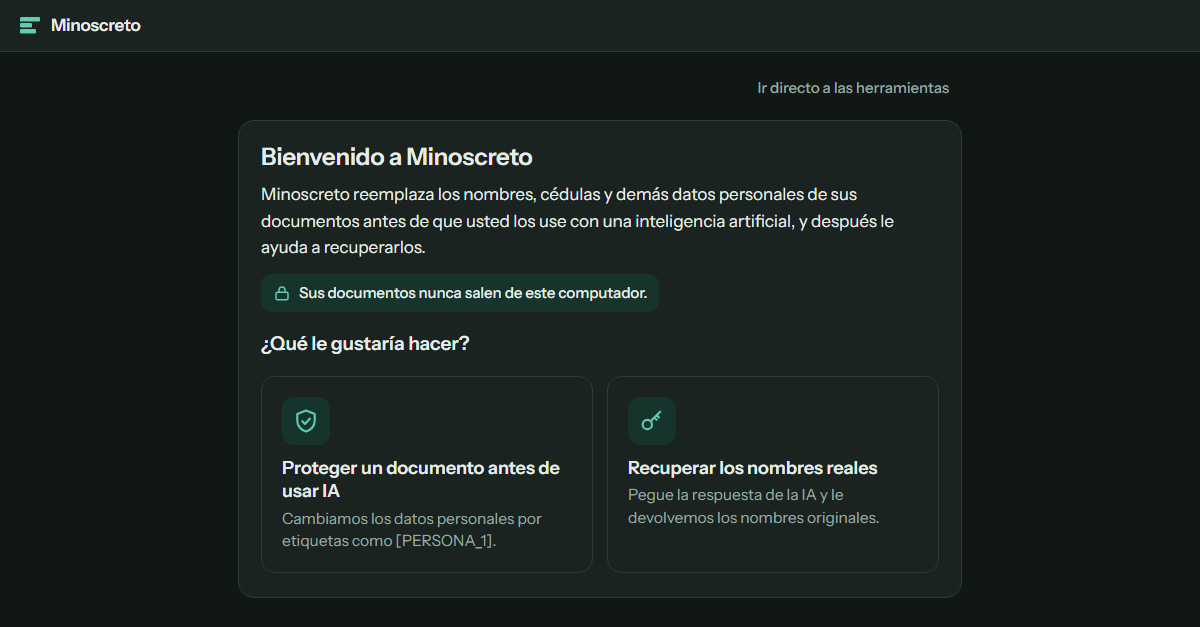 Minoscreto
Ir directo a las herramientas
Bienvenido a Minoscreto
Minoscreto reemplaza los nombres, cédulas y demás datos personales de sus
documentos antes de que usted los use con una inteligencia artificial, y después le
ayuda a recuperarlos.
Sus documentos nunca salen de este computador.
¿Qué le gustaría hacer?
Proteger un documento antes de
usar IA
Cambiamos los datos personales por
etiquetas como [PERSONA_1].
Recuperar los nombres reales
Pegue la respuesta de la IA y le
devolvemos los nombres originales.